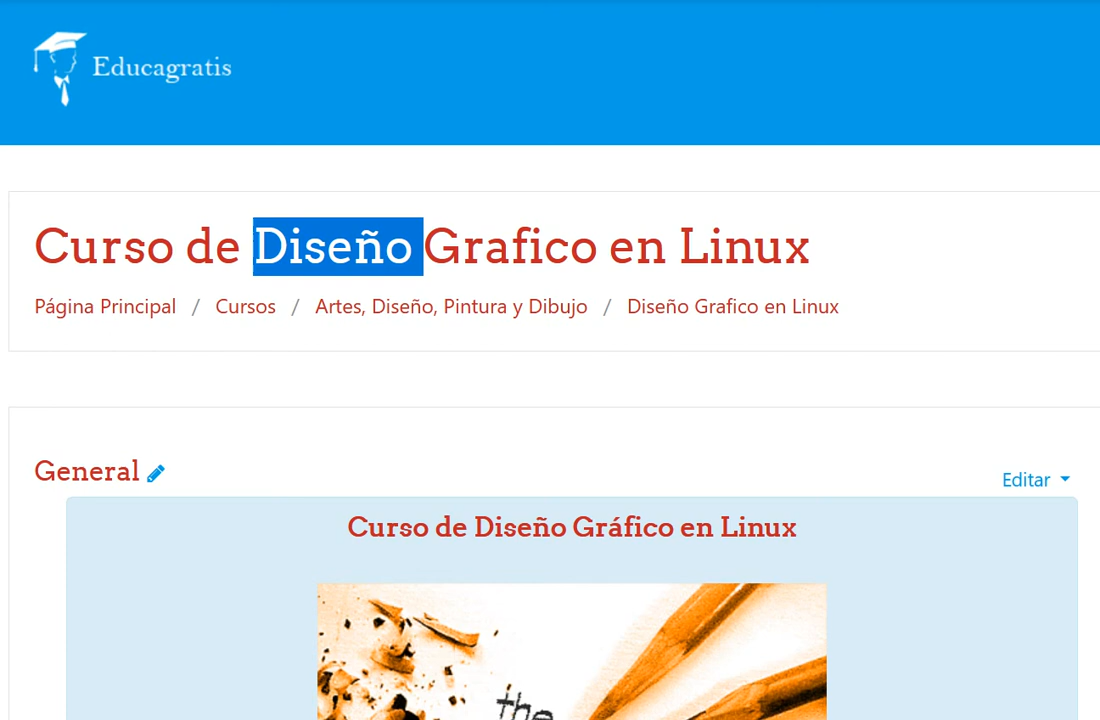 Educagratis
Curso de Diseño Grafico en Linux
Página Principal / Cursos / Artes, Diseño, Pintura y Dibujo / Diseño Grafico en Linux
General
Editar
Curso de Diseño Gráfico en Linux
the